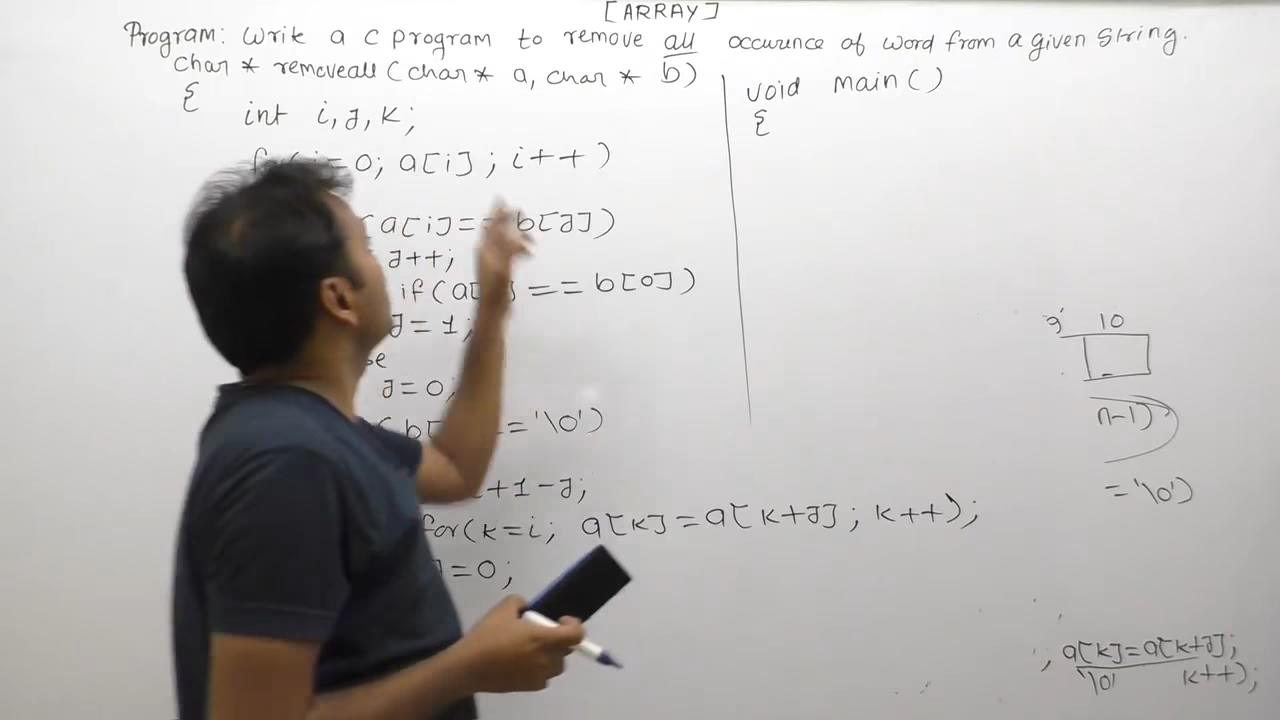 [ARRAY]
Program: Write a C program to remove all occurence of word from a given string.
char * removeall (char * a, char * b)
{
int i, J, K;
i=0; a[i] ; i++ )
(a[i]== b[J])
J++;
if(a[ ] == b[0])
J=1;
se
J=0;
b[ = '\0')
+1-J;
for(K=i; a[K]=a[K+J]; K++);
J=0;
void main()
{
10
n-1)
='\0')
, a[K]=a[K+J];
'\0' K++);